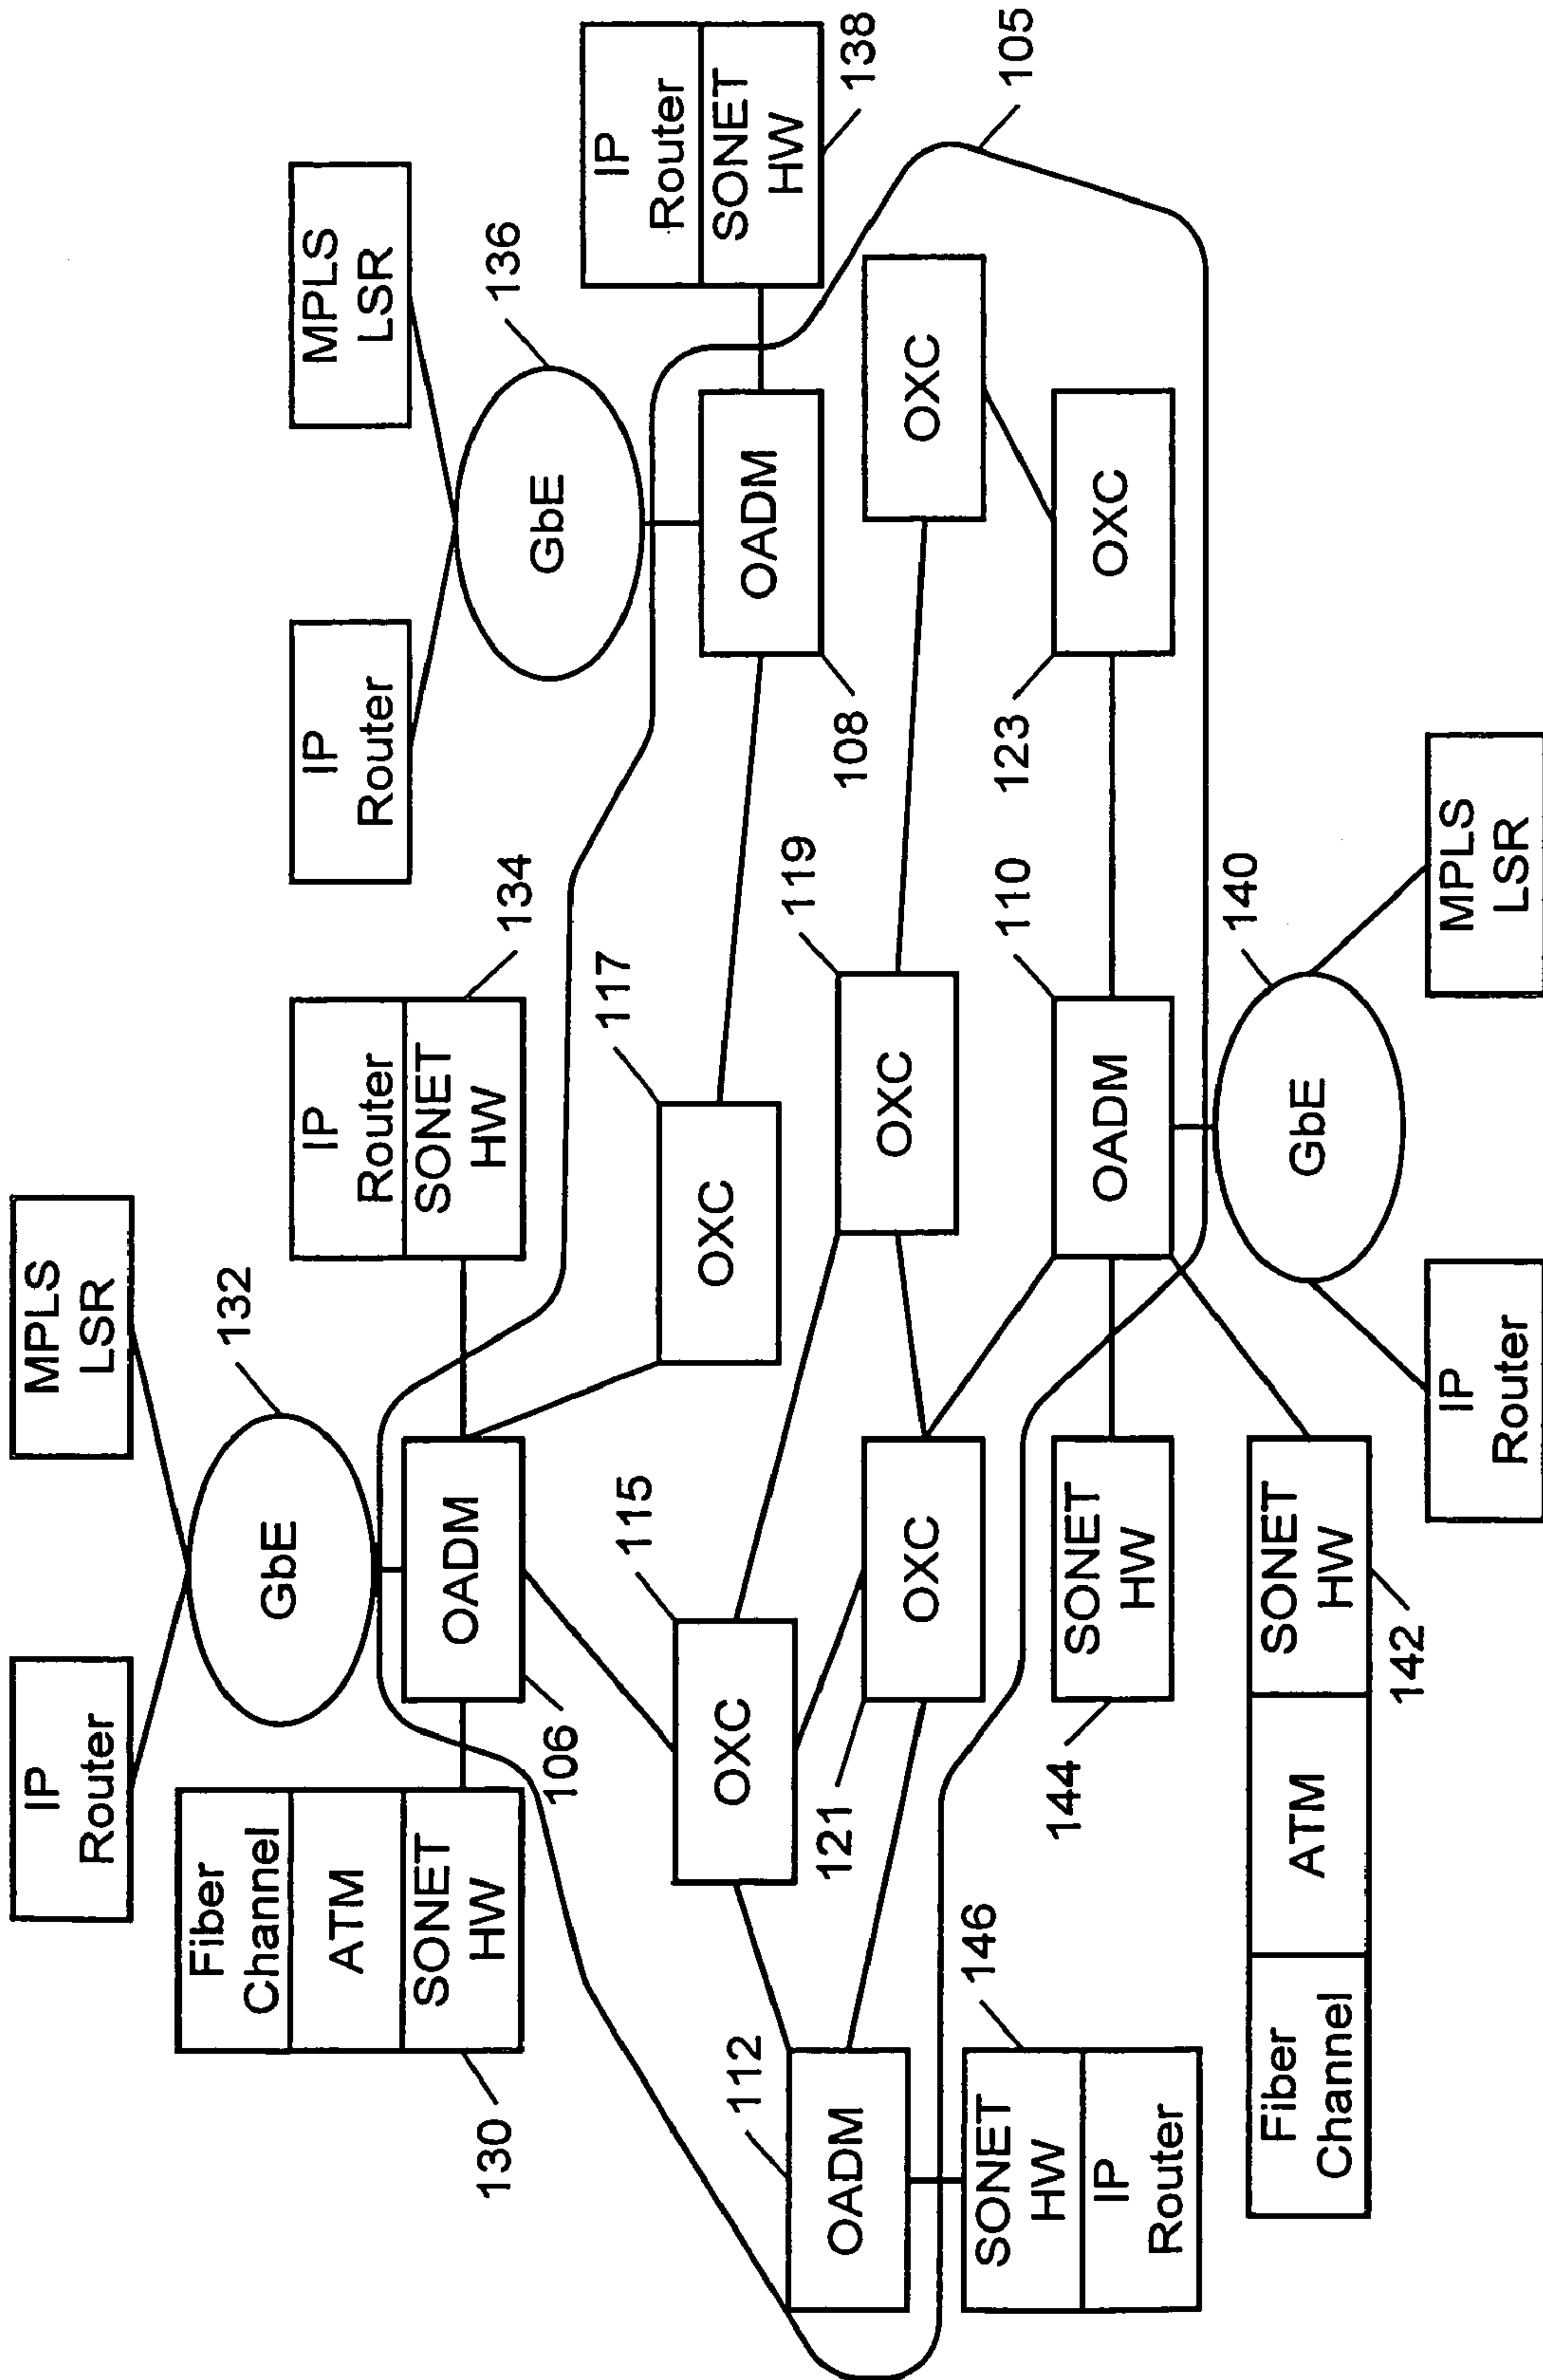 IP
Router
MPLS
LSR
GbE
132
Fiber
Channel
ATM
SONET
HW
130
OADM
106
IP
Router
SONET
HW
134
IP
Router
MPLS
LSR
GbE
136
IP
Router
SONET
HW
138
OADM
108
105
OXC
115
OXC
117
OADM
112
OXC
121
OXC
119
OXC
OXC
123
SONET
HW
IP
Router
146
SONET
HW
144
OADM
110
Fiber
Channel
ATM
SONET
HW
142
GbE
140
IP
Router
MPLS
LSR